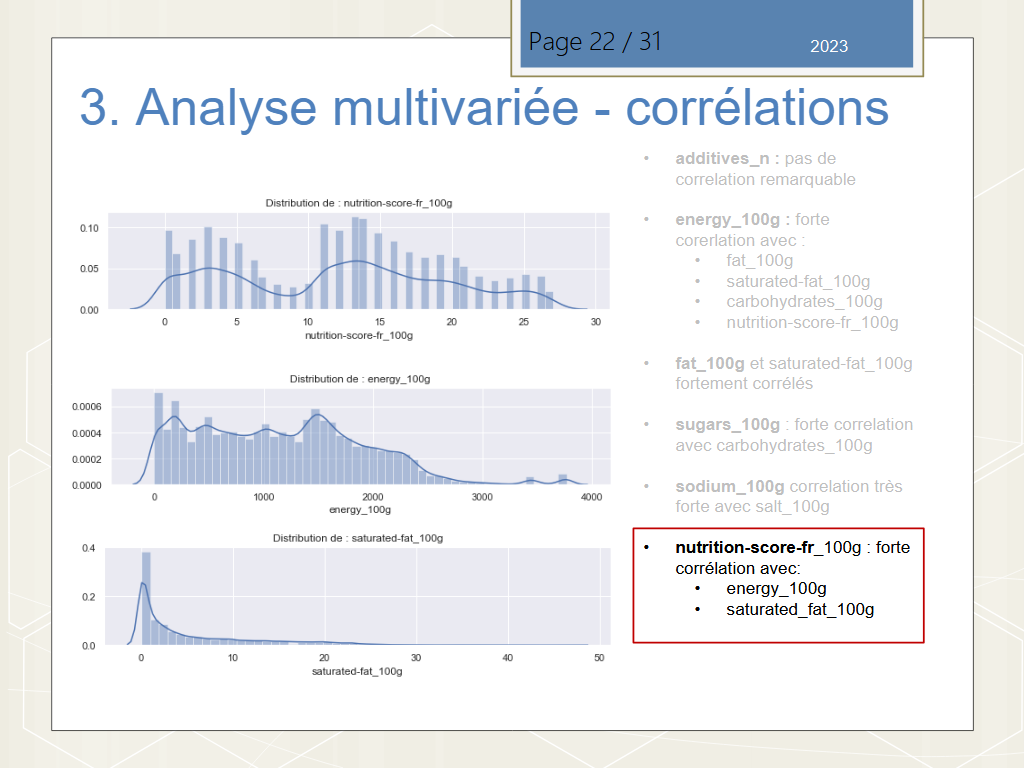 Page 22 / 31
2023
3. Analyse multivariée - corrélations
Distribution de : nutrition-score-fr_100g
0.10
0.05
0.00
0 5 10 15 20 25 30
nutrition-score-fr_100g
Distribution de : energy_100g
0.0006
0.0004
0.0002
0.0000
0 1000 2000 3000 4000
energy_100g
Distribution de : saturated-fat_100g
0.4
0.2
0.0
0 10 20 30 40 50
saturated-fat_100g
• additives_n : pas de
correlation remarquable
• energy_100g : forte
corerlation avec :
• fat_100g
• saturated-fat_100g
• carbohydrates_100g
• nutrition-score-fr_100g
• fat_100g et saturated-fat_100g
fortement corrélés
• sugars_100g : forte correlation
avec carbohydrates_100g
• sodium_100g correlation très
forte avec salt_100g
• nutrition-score-fr_100g : forte
corrélation avec:
• energy_100g
• saturated_fat_100g